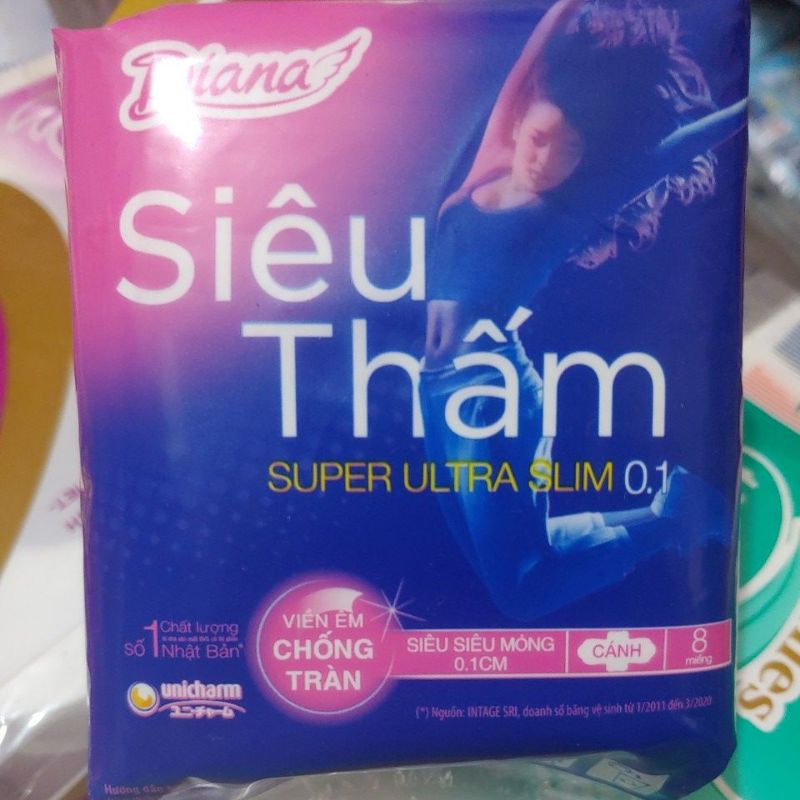 Diana
Siêu
Thấm
SUPER ULTRA SLIM 0.1
Số 1 Chất lượng
Nhật Bản*
VIỀN ÊM
CHỐNG
TRÀN
SIÊU SIÊU MỎNG
0.1CM
CÁNH
8
miếng
unicharm
ユニ・チャーム
(*) Nguồn: INTAGE SRI, doanh số băng vệ sinh từ 1/2011 đến 3/2020
Hướng dẫn